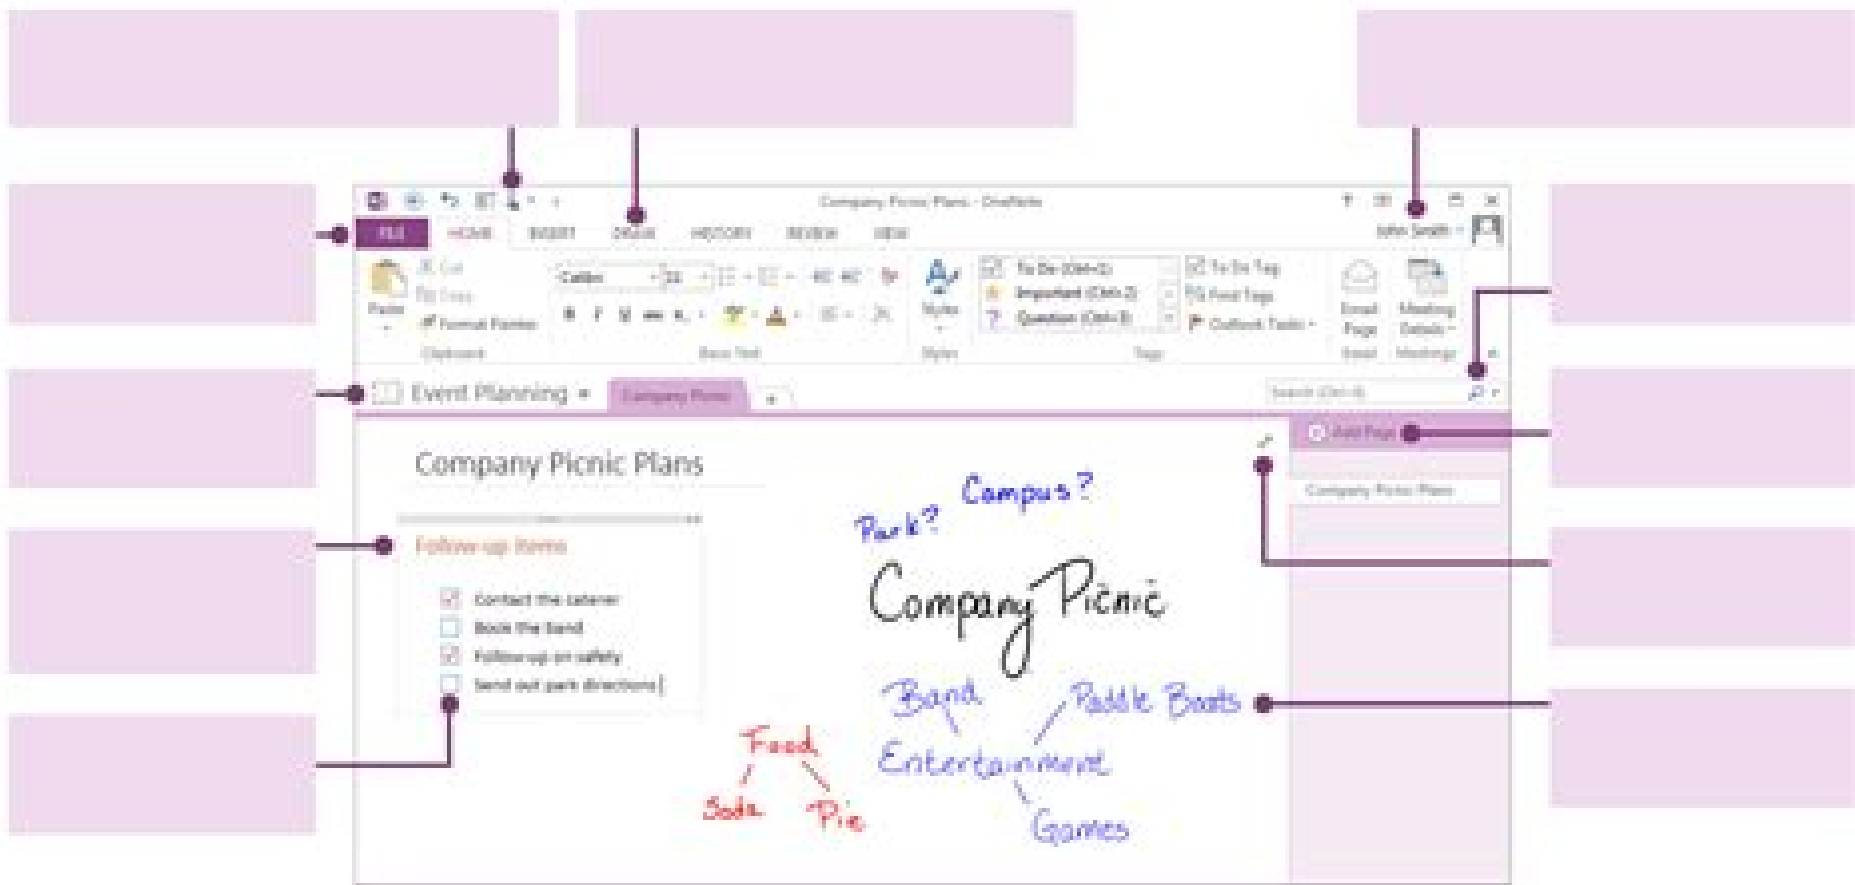 Company Picnic Plans - OneNote
FILE HOME INSERT DRAW HISTORY REVIEW VIEW
John Smith
Cut
Copy
Paste
Format Painter
Clipboard
Calibri
B I U abc
Basic Text
Styles
Styles
To Do (Ctrl+1)
Important (Ctrl+2)
Question (Ctrl+3)
To Do Tag
Find Tags
Outlook Tasks
Tags
Email Page
Email
Meeting Details
Meetings
Event Planning
Company Picnic
Search (Ctrl+E)
Add Page
Company Picnic Plans
Company Picnic Plans
Follow-up items
Contact the caterer
Book the band
Follow-up on safety
Send out park directions
Campus?
Park?
Company Picnic
Band
Paddle Boats
Entertainment
Games
Food
Soda
Pie